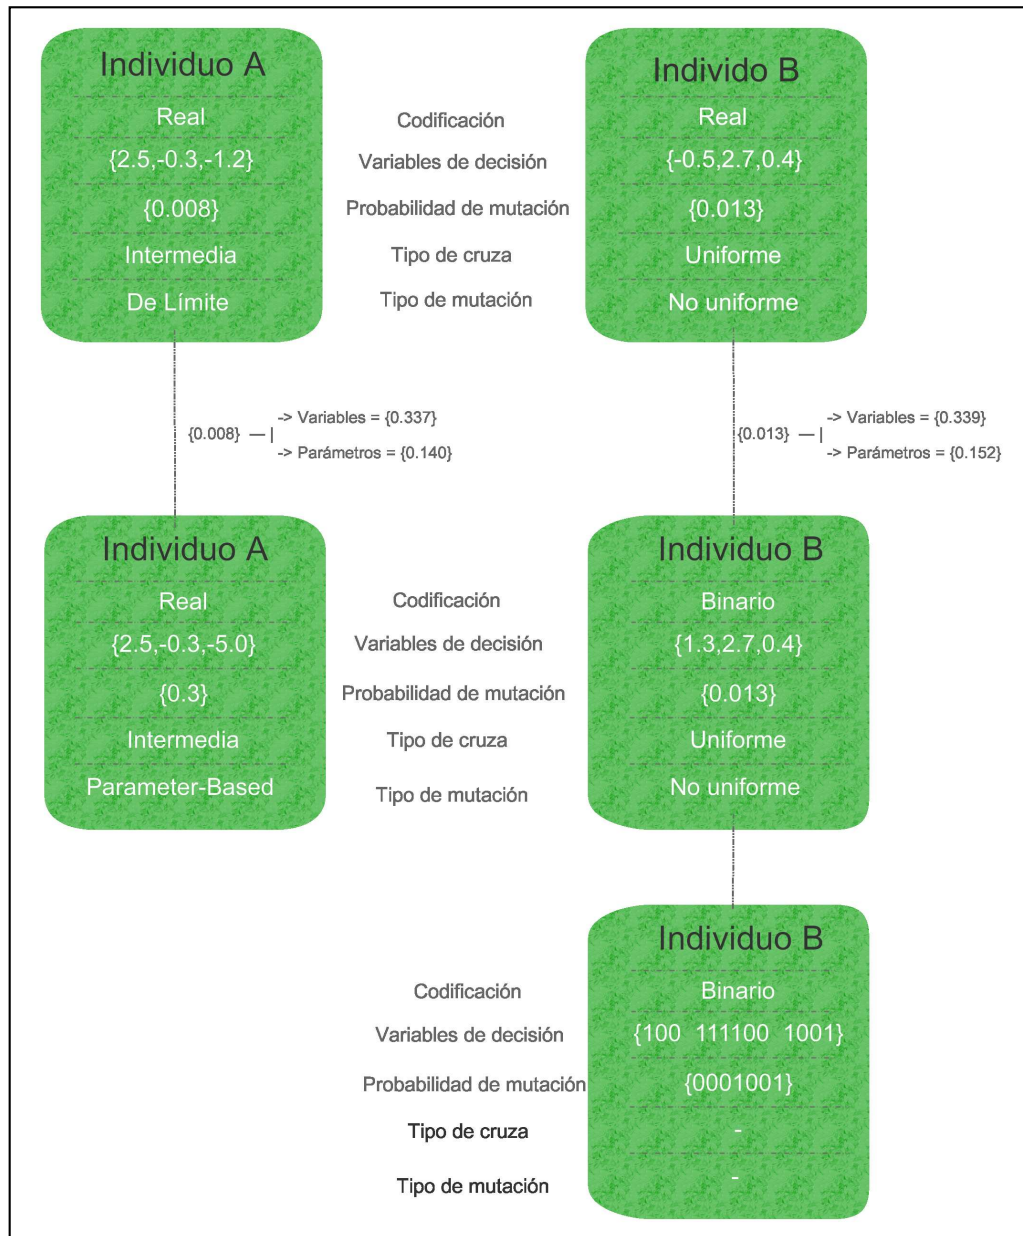 Individuo A
Individo B
Real
Codificación
Real
{2.5,-0.3,-1.2}
Variables de decisión
{-0.5,2.7,0.4}
{0.008}
Probabilidad de mutación
{0.013}
Intermedia
Tipo de cruza
Uniforme
De Límite
Tipo de mutación
No uniforme
-> Variables = {0.337}
{0.008} — |
-> Parámetros = {0.140}
-> Variables = {0.339}
{0.013} — |
-> Parámetros = {0.152}
Individuo A
Individuo B
Real
Codificación
Binario
{2.5,-0.3,-5.0}
Variables de decisión
{1.3,2.7,0.4}
{0.3}
Probabilidad de mutación
{0.013}
Intermedia
Tipo de cruza
Uniforme
Parameter-Based
Tipo de mutación
No uniforme
Individuo B
Codificación
Binario
Variables de decisión
{100 111100 1001}
Probabilidad de mutación
{0001001}
Tipo de cruza
-
Tipo de mutación
-